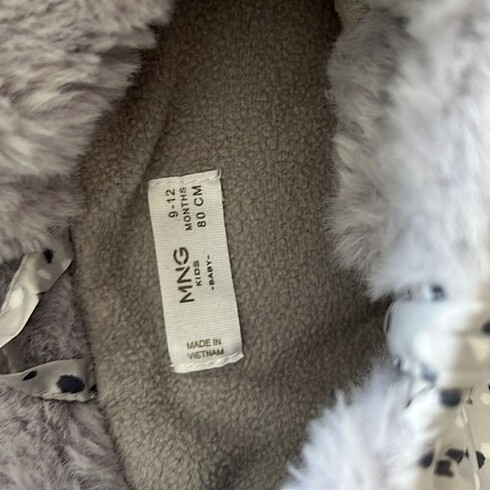 MNG
KIDS
-BABY-
9-12
MONTHS
80 CM
MADE IN
VIETNAM